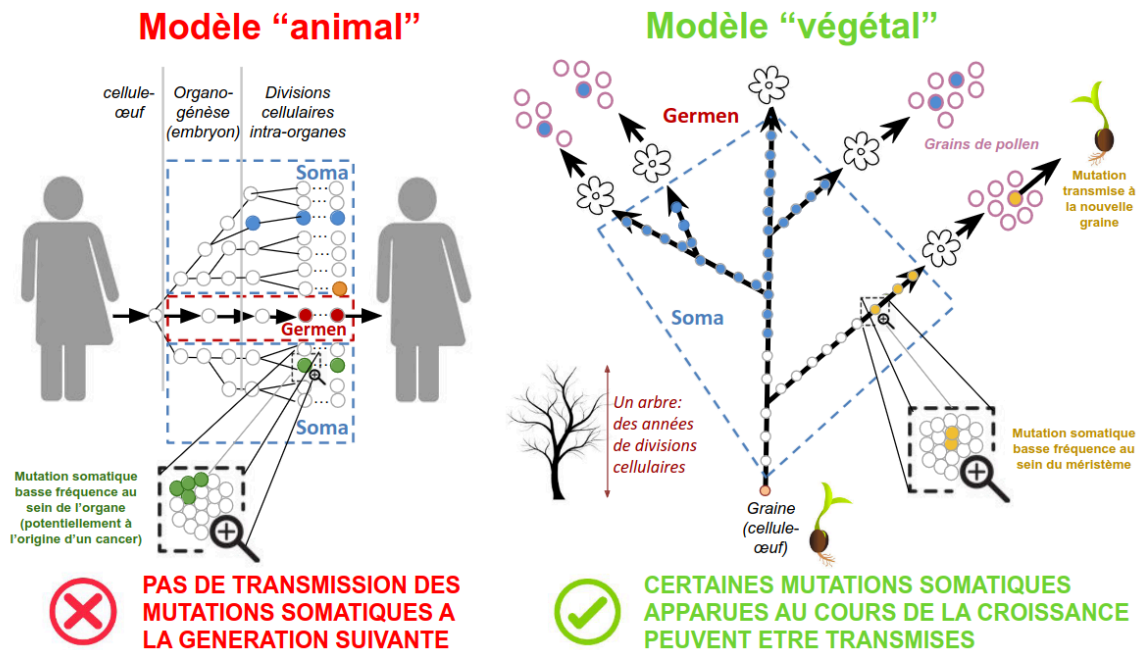 Modèle “animal”
cellule-
œuf
Organo-
génèse
(embryon)
Divisions
cellulaires
intra-organes
Soma
Germen
Soma
Mutation somatique
basse fréquence au
sein de l’organe
(potentiellement à
l’origine d’un cancer)
PAS DE TRANSMISSION DES
MUTATIONS SOMATIQUES A
LA GENERATION SUIVANTE
Modèle “végétal”
Germen
Grains de pollen
Mutation
transmise à
la nouvelle
graine
Soma
Un arbre:
des années
de divisions
cellulaires
Graine
(cellule-
œuf)
Mutation somatique
basse fréquence au
sein du méristème
CERTAINES MUTATIONS SOMATIQUES
APPARUES AU COURS DE LA CROISSANCE
PEUVENT ETRE TRANSMISES